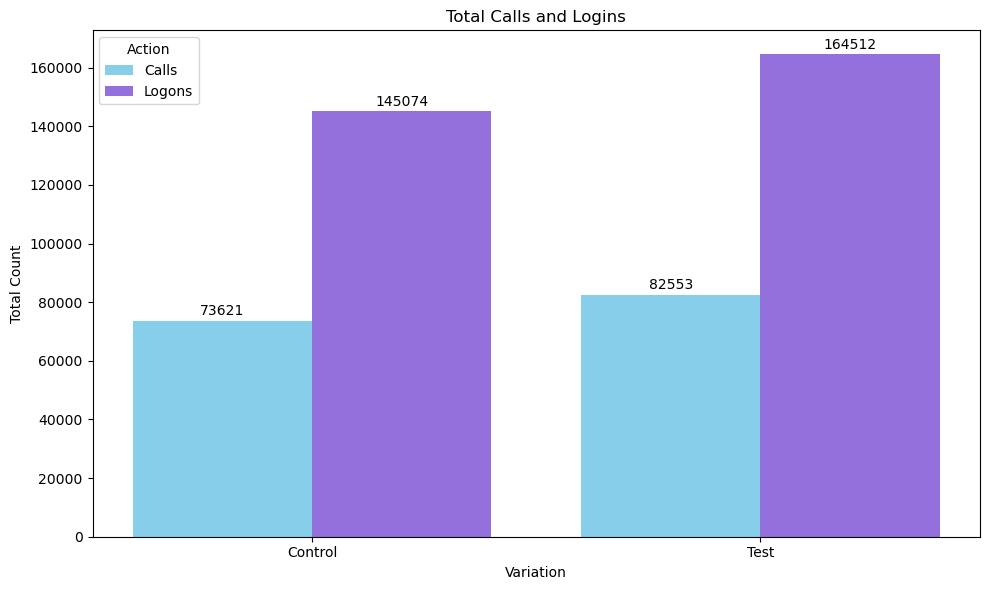 Total Calls and Logins
Action
Calls
Logons
164512
145074
82553
73621
160000
140000
120000
100000
80000
60000
40000
20000
0
Total Count
Control
Test
Variation